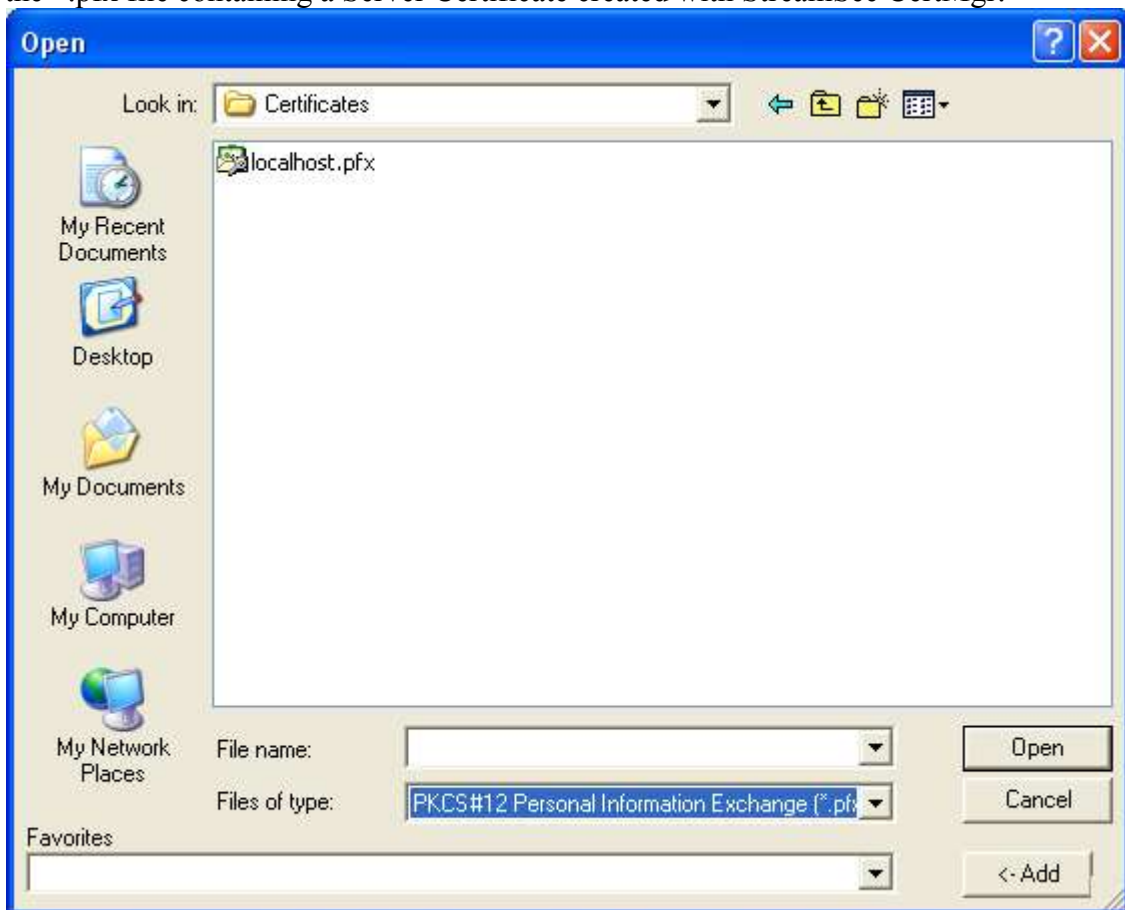 Open
Look in: Certificates
localhost.pfx
My Recent
Documents
Desktop
My Documents
My Computer
My Network
Places
File name:
Open
Files of type: PKCS#12 Personal Information Exchange (*.pfx
Cancel
Favorites
<- Add